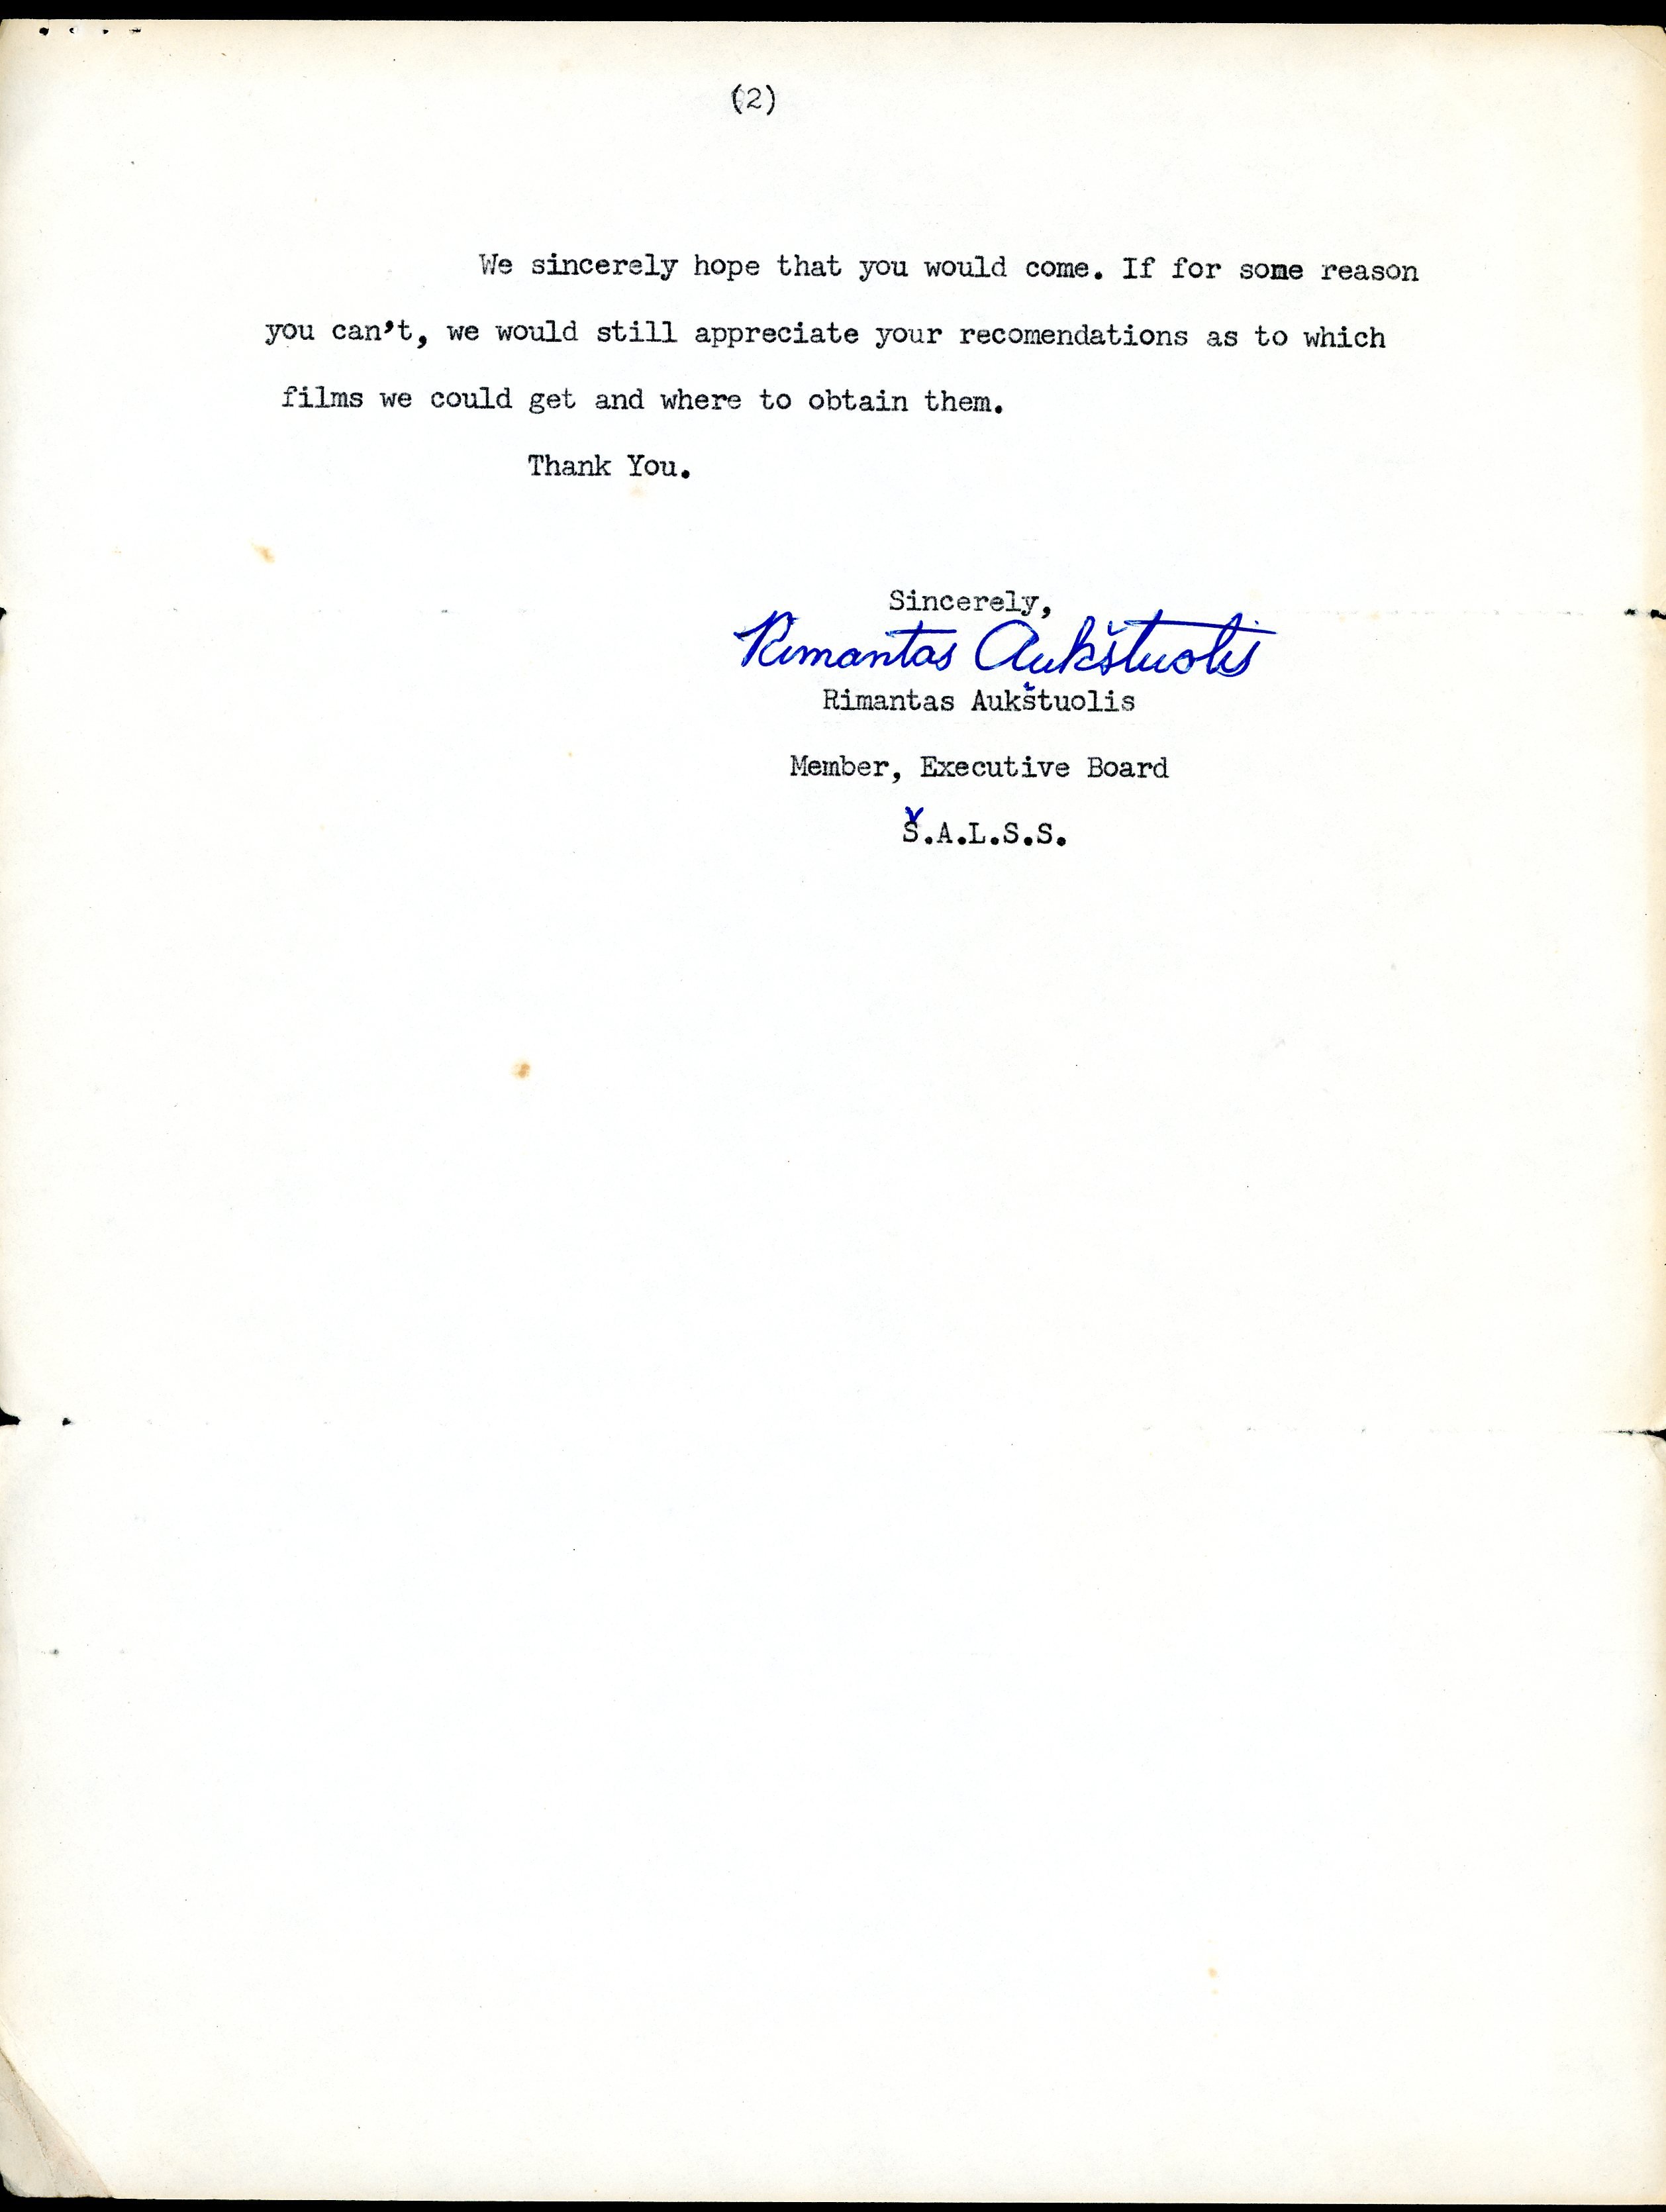 (2)
We sincerely hope that you would come. If for some reason
you can't, we would still appreciate your recomendations as to which
films we could get and where to obtain them.
Thank You.
Sincerely,
Rimantas Aukštuolis
Rimantas Aukštuolis
Member, Executive Board
Š.A.L.S.S.